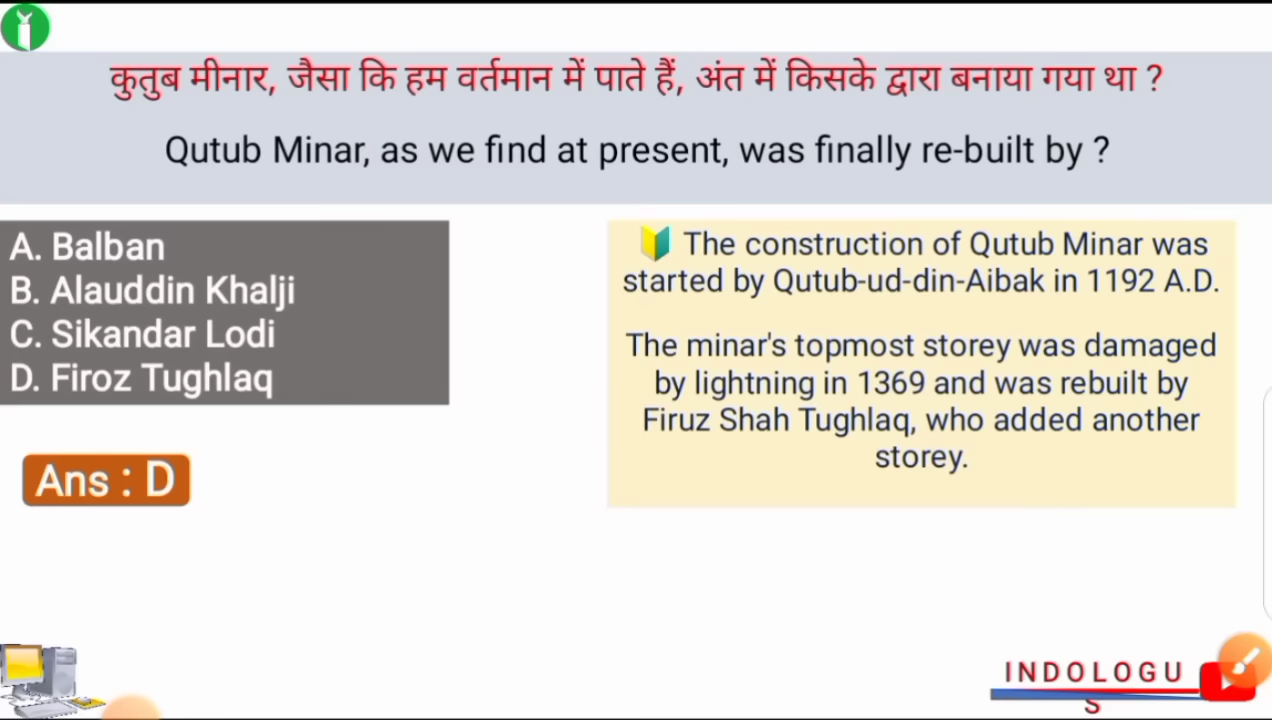 कुतुब मीनार, जैसा कि हम वर्तमान में पाते हैं, अंत में किसके द्वारा बनाया गया था ?
Qutub Minar, as we find at present, was finally re-built by ?
A. Balban
B. Alauddin Khalji
C. Sikandar Lodi
D. Firoz Tughlaq
Ans : D
The construction of Qutub Minar was
started by Qutub-ud-din-Aibak in 1192 A.D.
The minar's topmost storey was damaged
by lightning in 1369 and was rebuilt by
Firuz Shah Tughlaq, who added another
storey.
INDOLOGU
S